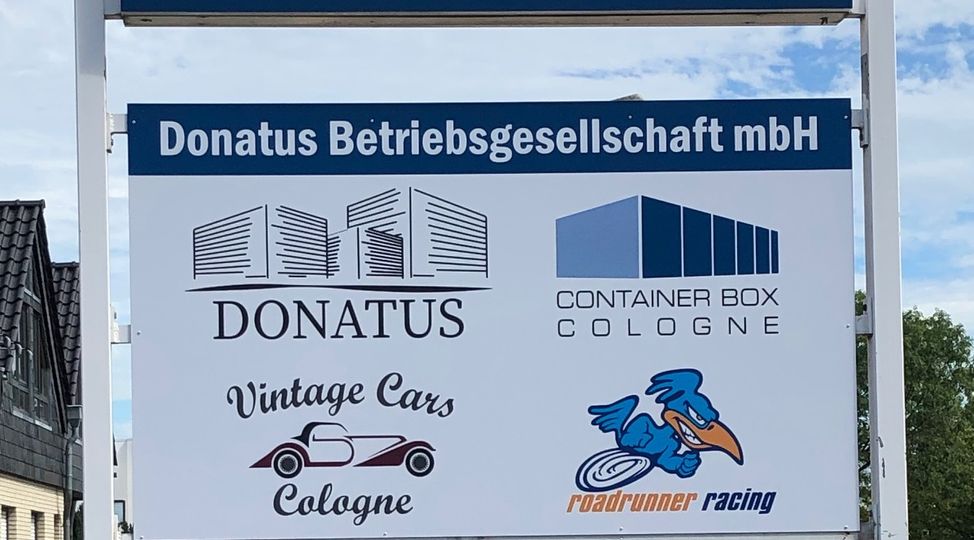 Donatus Betriebsgesellschaft mbH
DONATUS
CONTAINER BOX
COLOGNE
Vintage Cars
Cologne
roadrunner racing